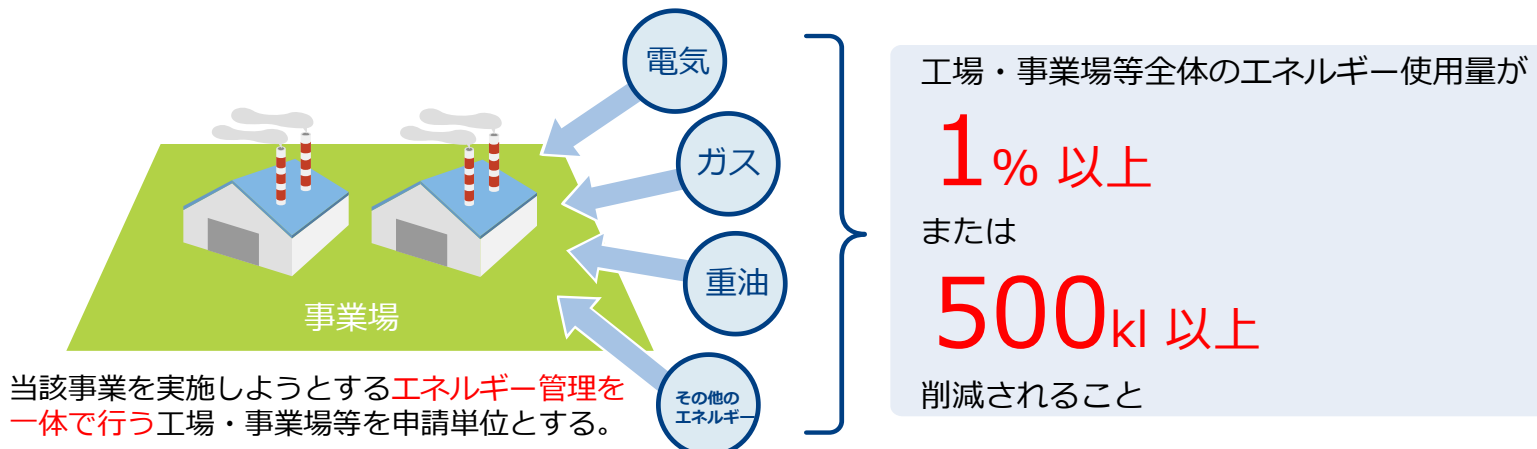 電気
ガス
重油
その他の
エネルギー
事業場
当該事業を実施しようとするエネルギー管理を
一体で行う工場・事業場等を申請単位とする。
工場・事業場等全体のエネルギー使用量が
1% 以上
または
500kl 以上
削減されること